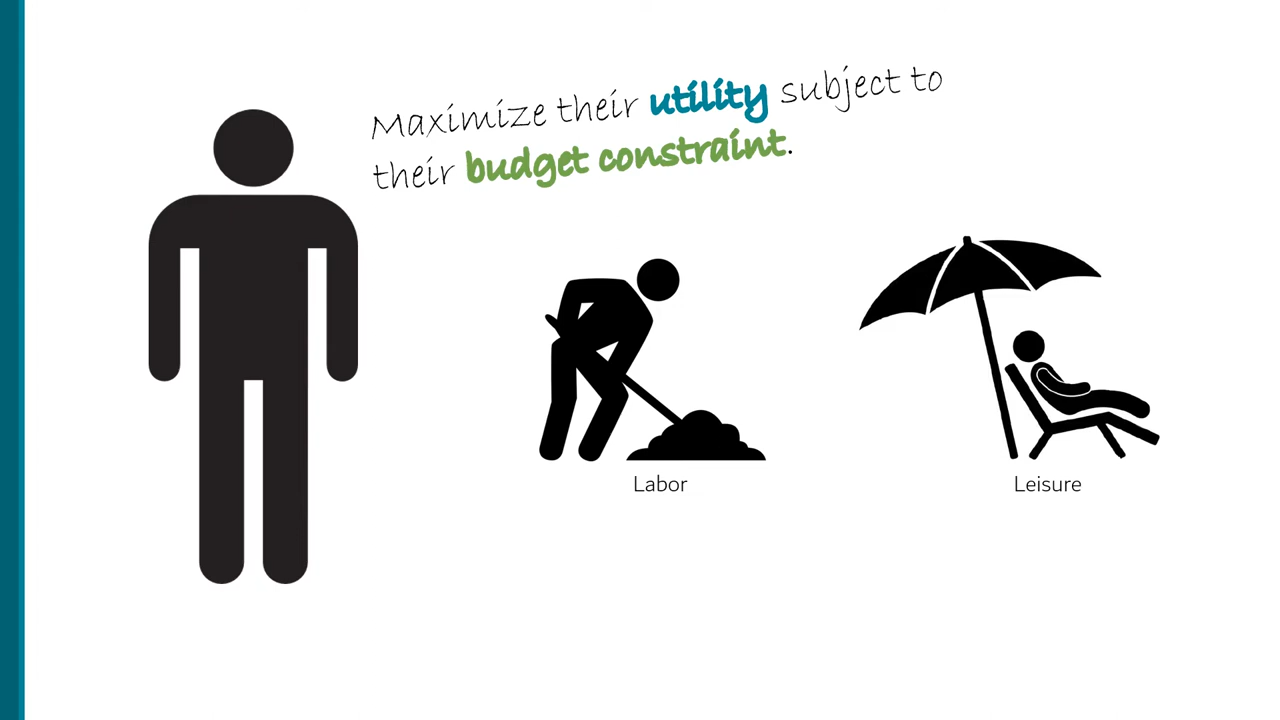 Maximize their utility subject to
their budget constraint.
Labor
Leisure